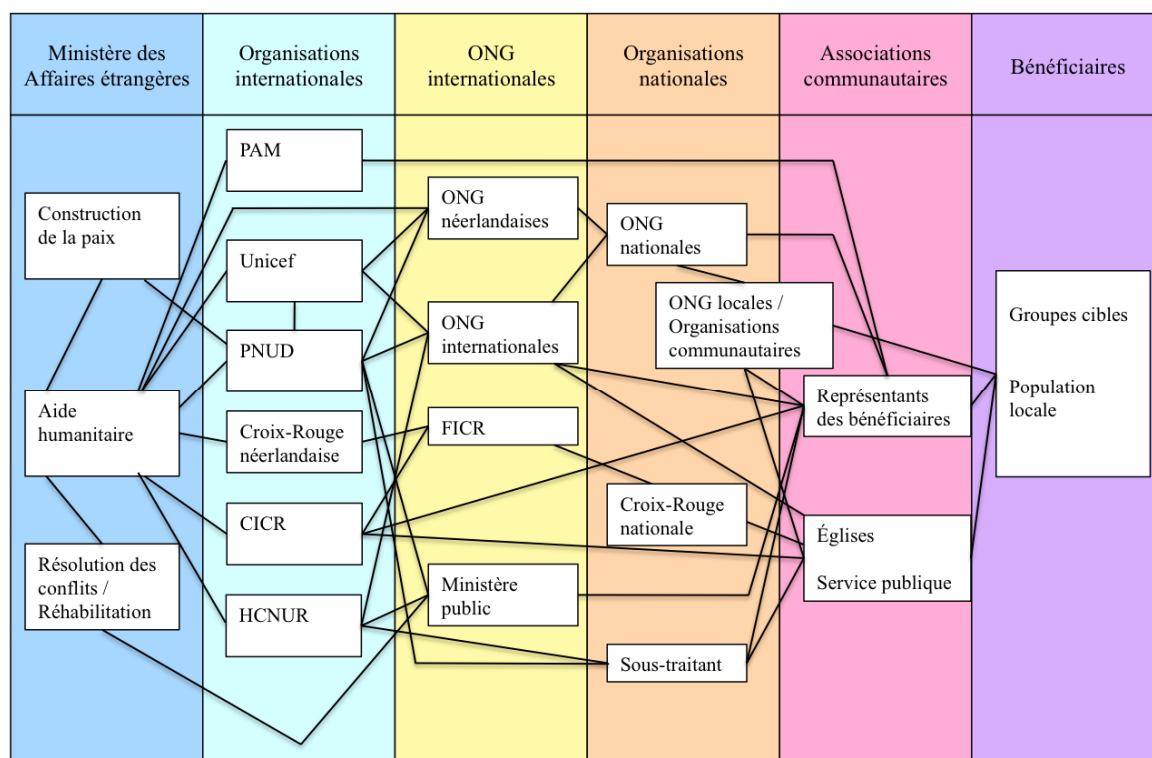 Ministère des
Affaires étrangères
Organisations
internationales
ONG
internationales
Organisations
nationales
Associations
communautaires
Bénéficiaires
Construction
de la paix
Aide
humanitaire
Résolution des
conflits /
Réhabilitation
PAM
Unicef
PNUD
Croix-Rouge
néerlandaise
CICR
HCNUR
ONG
néerlandaises
ONG
internationales
FICR
Ministère
public
ONG
nationales
ONG locales /
Organisations
communautaires
Croix-Rouge
nationale
Sous-traitant
Représentants
des bénéficiaires
Églises
Service publique
Groupes cibles
Population
locale